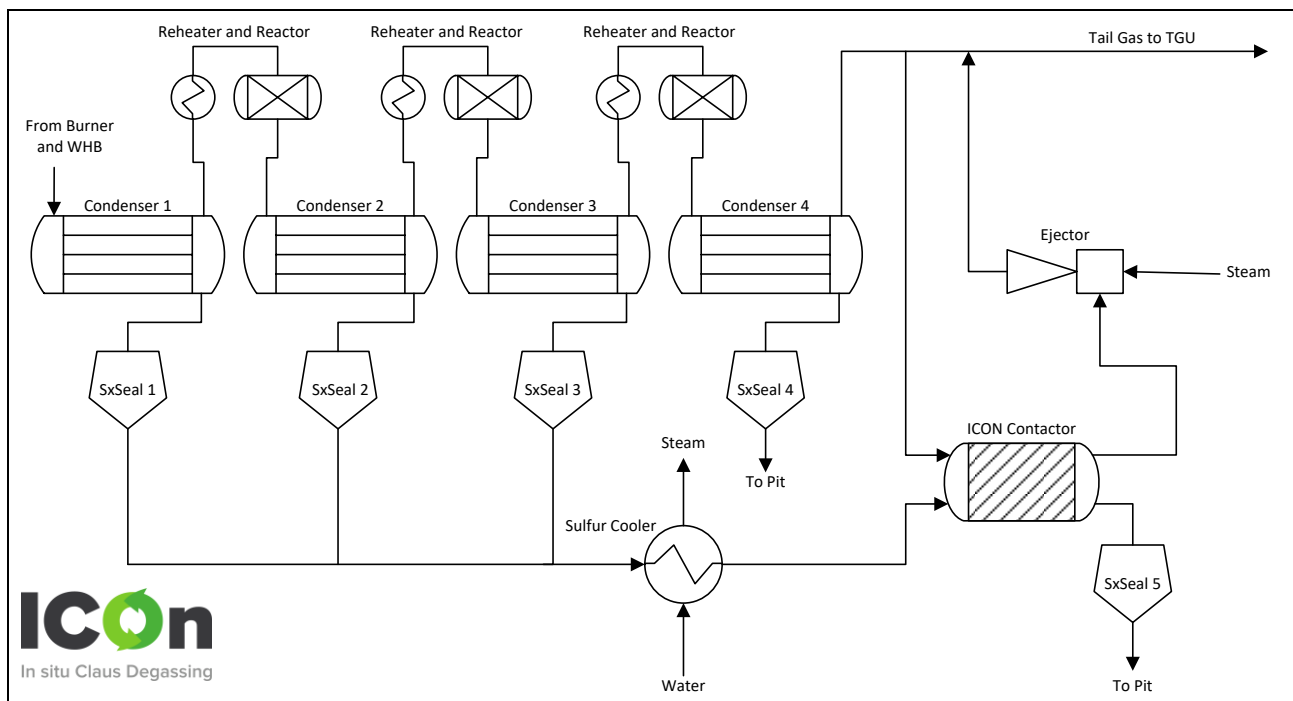 Reheater and Reactor
Reheater and Reactor
Reheater and Reactor
Tail Gas to TGU
From Burner
and WHB
Condenser 1
Condenser 2
Condenser 3
Condenser 4
Ejector
Steam
SxSeal 1
SxSeal 2
SxSeal 3
SxSeal 4
Steam
To Pit
ICON Contactor
Sulfur Cooler
SxSeal 5
Water
To Pit
ICOn
In situ Claus Degassing